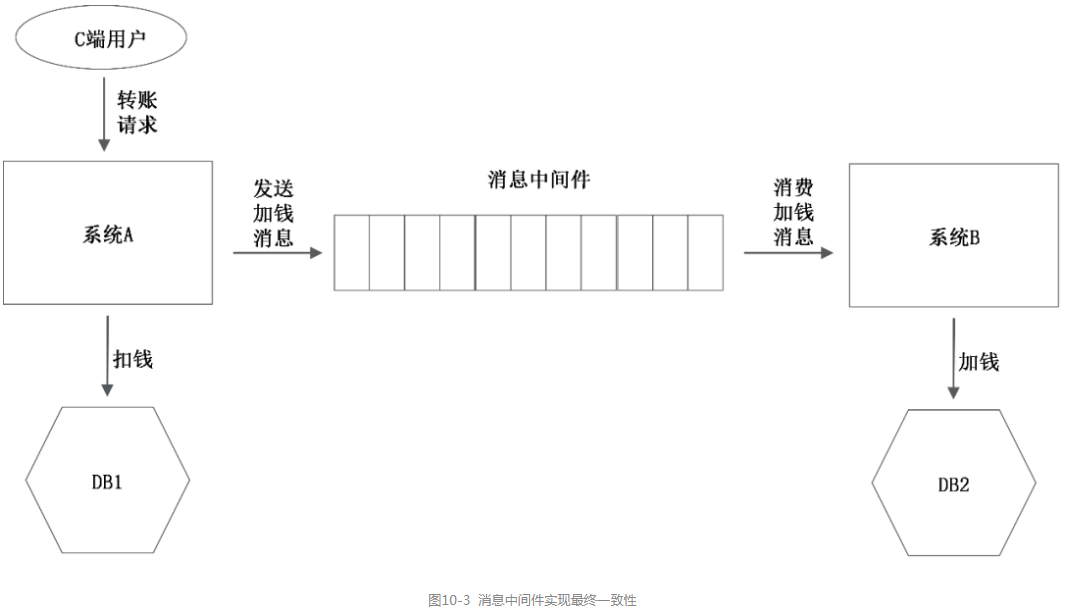 C端用户
转账
请求
系统A
发送
加钱
消息
消息中间件
消费
加钱
消息
系统B
扣钱
加钱
DB1
DB2
图10-3 消息中间件实现最终一致性